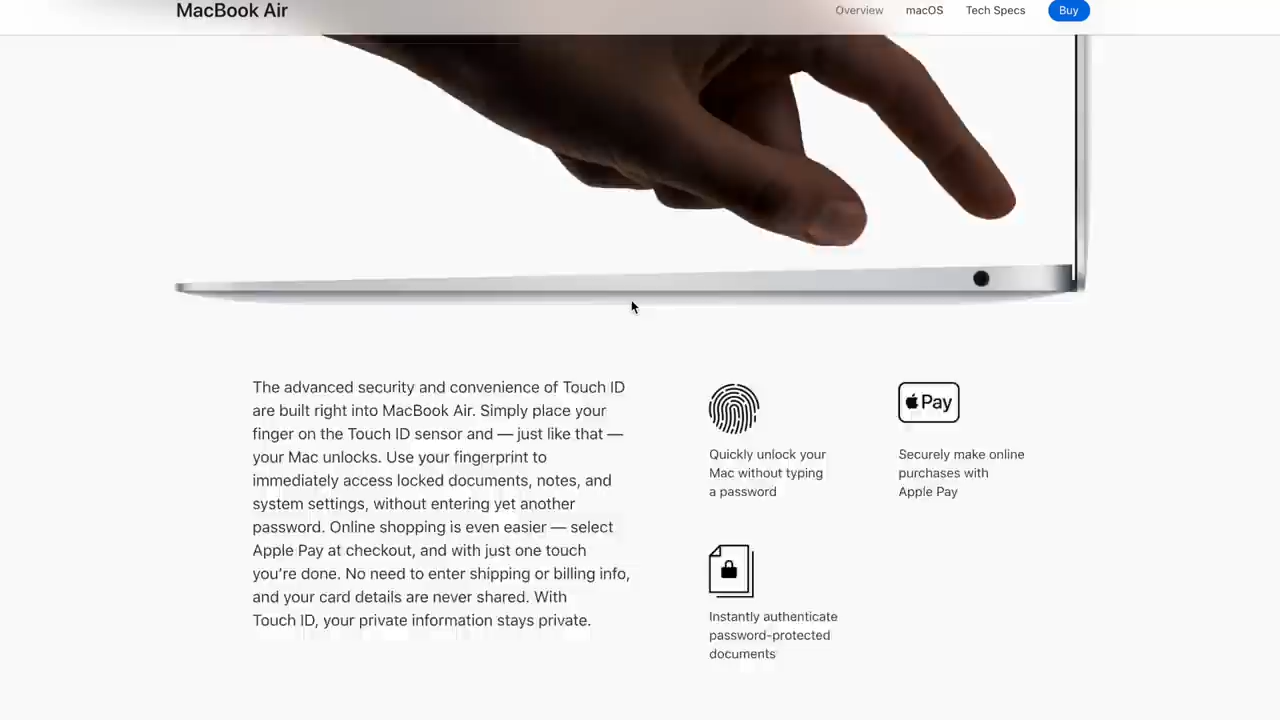 MacBook Air
Overview macOS Tech Specs Buy
The advanced security and convenience of Touch ID
are built right into MacBook Air. Simply place your
finger on the Touch ID sensor and — just like that —
your Mac unlocks. Use your fingerprint to
immediately access locked documents, notes, and
system settings, without entering yet another
password. Online shopping is even easier — select
Apple Pay at checkout, and with just one touch
you're done. No need to enter shipping or billing info,
and your card details are never shared. With
Touch ID, your private information stays private.
Quickly unlock your
Mac without typing
a password
Pay
Securely make online
purchases with
Apple Pay
Instantly authenticate
password-protected
documents